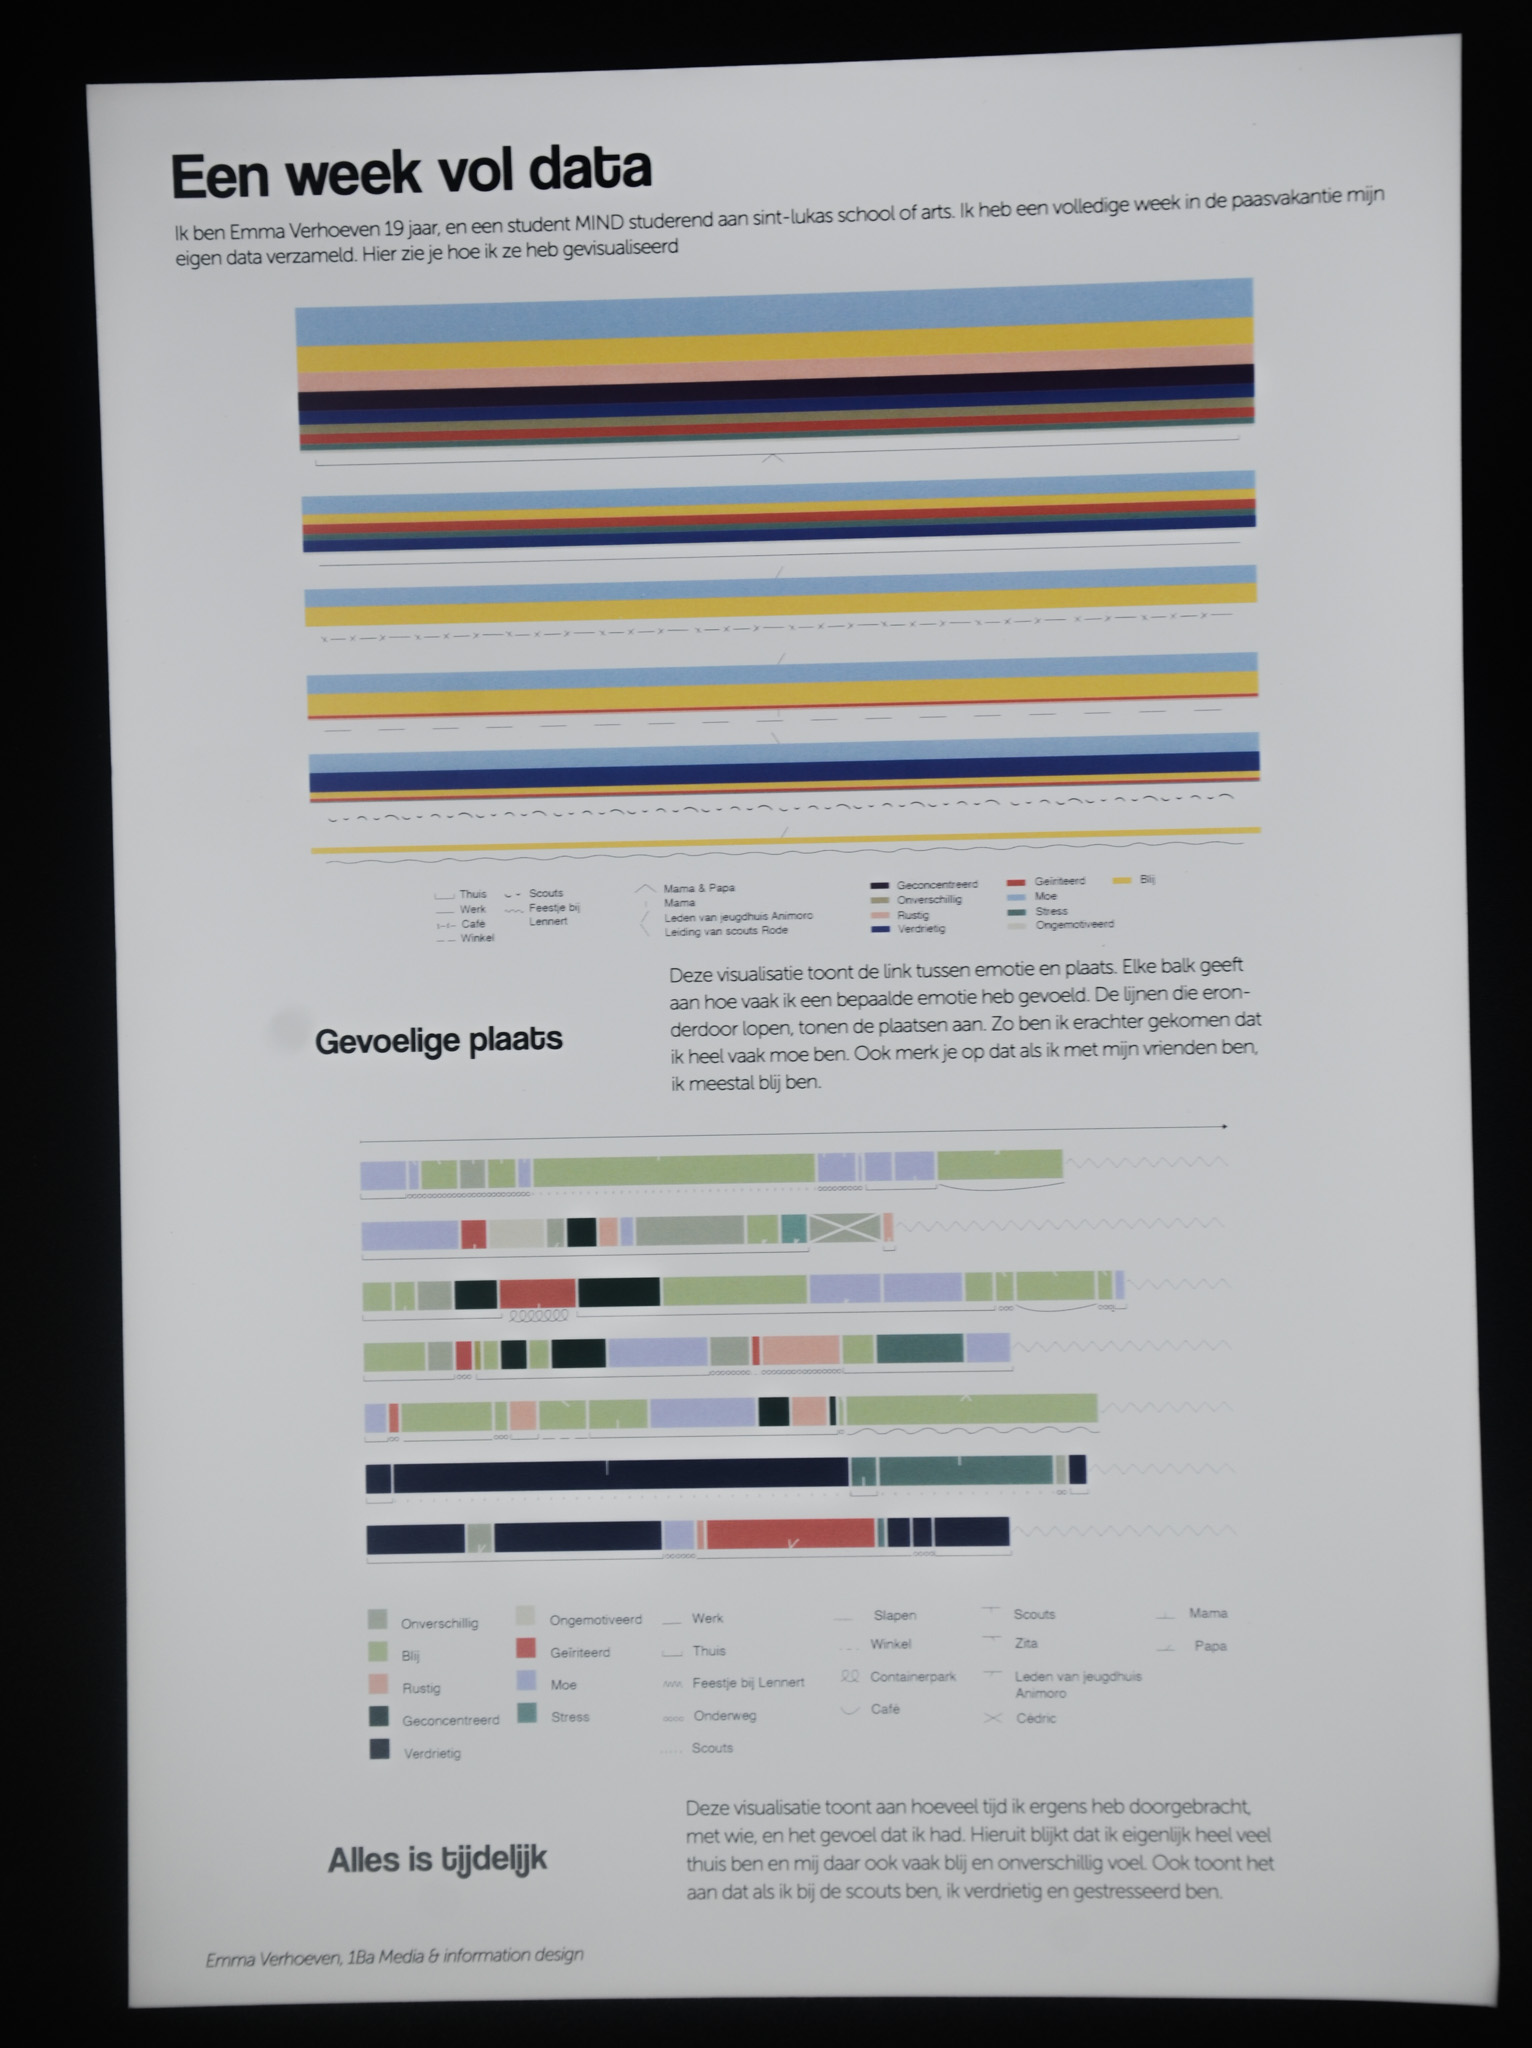 Een week vol data
Ik ben Emma Verhoeven 19 jaar, en een student MIND studerend aan sint-lukas school of arts. Ik heb een volledige week in de paasvakantie mijn
eigen data verzameld. Hier zie je hoe ik ze heb gevisualiseerd
Thuis
Werk
Café
Winkel
Scouts
Feestje bij
Lennert
Mama & Papa
Mama
Leden van jeugdhuis Animoro
Leiding van scouts Rode
Geconcentreerd
Onverschillig
Rustig
Verdrietig
Geïriteerd
Moe
Stress
Ongemotiveerd
Blij
Gevoelige plaats
Deze visualisatie toont de link tussen emotie en plaats. Elke balk geeft
aan hoe vaak ik een bepaalde emotie heb gevoeld. De lijnen die eron-
derdoor lopen, tonen de plaatsen aan. Zo ben ik erachter gekomen dat
ik heel vaak moe ben. Ook merk je op dat als ik met mijn vrienden ben,
ik meestal blij ben.
Onverschillig
Blij
Rustig
Geconcentreerd
Verdrietig
Ongemotiveerd
Geïriteerd
Moe
Stress
Werk
Thuis
Feestje bij Lennert
Onderweg
Scouts
Slapen
Winkel
Containerpark
Café
Scouts
Zita
Leden van jeugdhuis
Animoro
Cédric
Mama
Papa
Alles is tijdelijk
Deze visualisatie toont aan hoeveel tijd ik ergens heb doorgebracht,
met wie, en het gevoel dat ik had. Hieruit blijkt dat ik eigenlijk heel veel
thuis ben en mij daar ook vaak blij en onverschillig voel. Ook toont het
aan dat als ik bij de scouts ben, ik verdrietig en gestresseerd ben.
Emma Verhoeven, 1Ba Media & information design